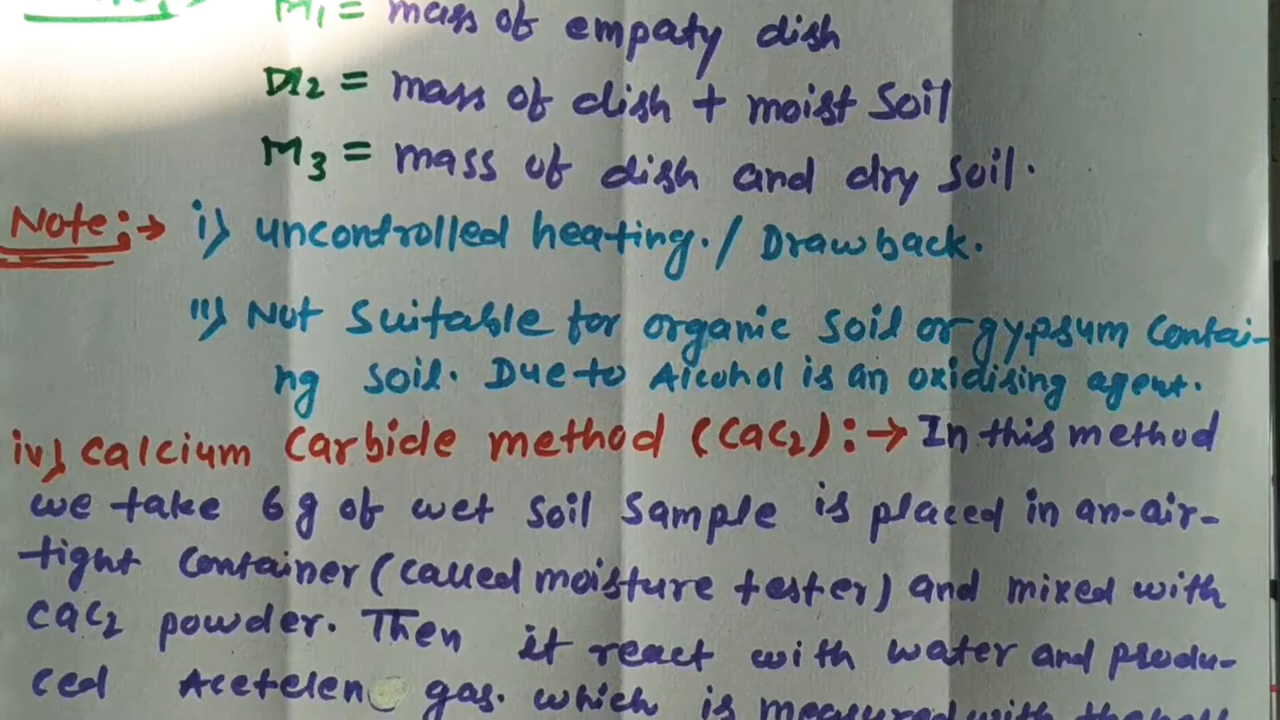 M1 = mass of empaty dish
M2 = mass of dish + moist Soil
M3 = mass of dish and dry Soil.
Note:→ i) uncontrolled heating. / Drawback.
ii) Not Suitable for organic Soil or gypsum Contai-
ng soil. Due to Alcohol is an oxidising agent.
iv) Calcium Carbide method (CaC2):→ In this method
we take 6g of wet Soil Sample is placed in an-air-
tight Container (called moisture tester) and mixed with
CaC2 powder. Then it react with water and produ-
ced Acetelen gas. which is measured with the